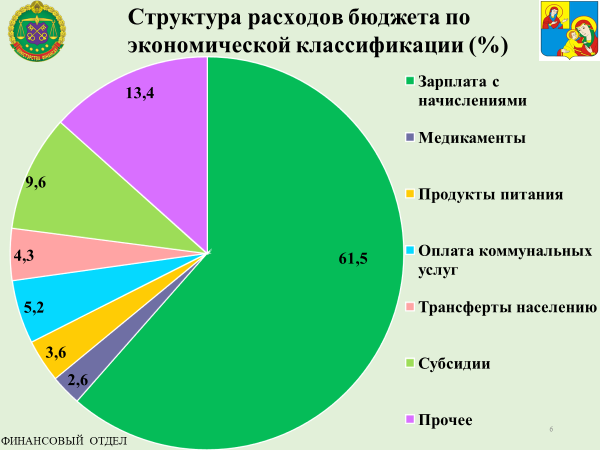 Структура расходов бюджета по
экономической классификации (%)
13,4
9,6
4,3
5,2
3,6
2,6
61,5
Зарплата с
начислениями
Медикаменты
Продукты питания
Оплата коммунальных
услуг
Трансферты населению
Субсидии
Прочее
6
ФИНАНСОВЫЙ ОТДЕЛ